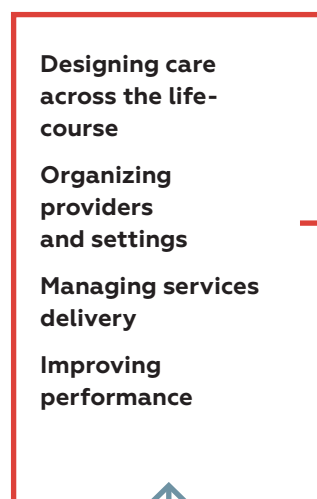 Designing care
across the life-
course
Organizing
providers
and settings
Managing services
delivery
Improving
performance